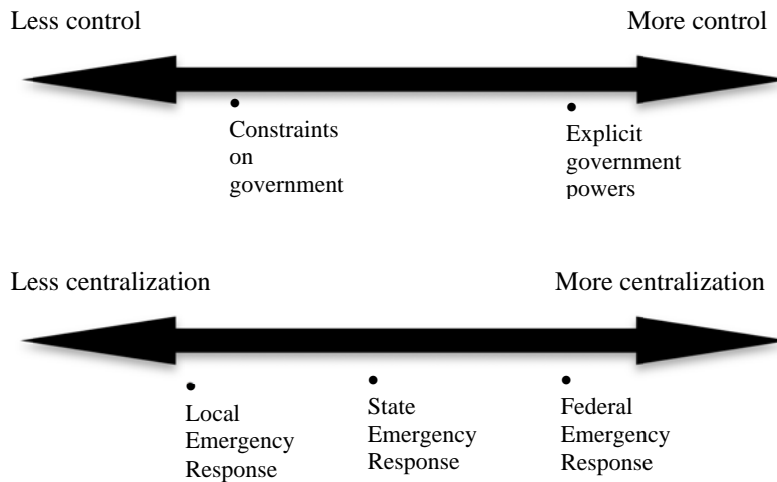 Less control More control
Constraints
on
government
Explicit
government
powers
Less centralization More centralization
Local
Emergency
Response
State
Emergency
Response
Federal
Emergency
Response